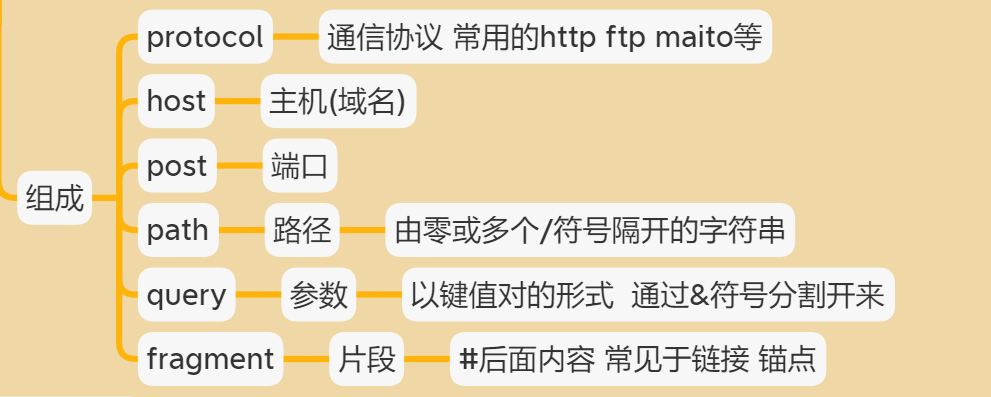 protocol 通信协议 常用的http ftp maito等
host 主机(域名)
post 端口
组成
path 路径 由零或多个/符号隔开的字符串
query 参数 以键值对的形式 通过&符号分割开来
fragment 片段 #后面内容 常见于链接 锚点